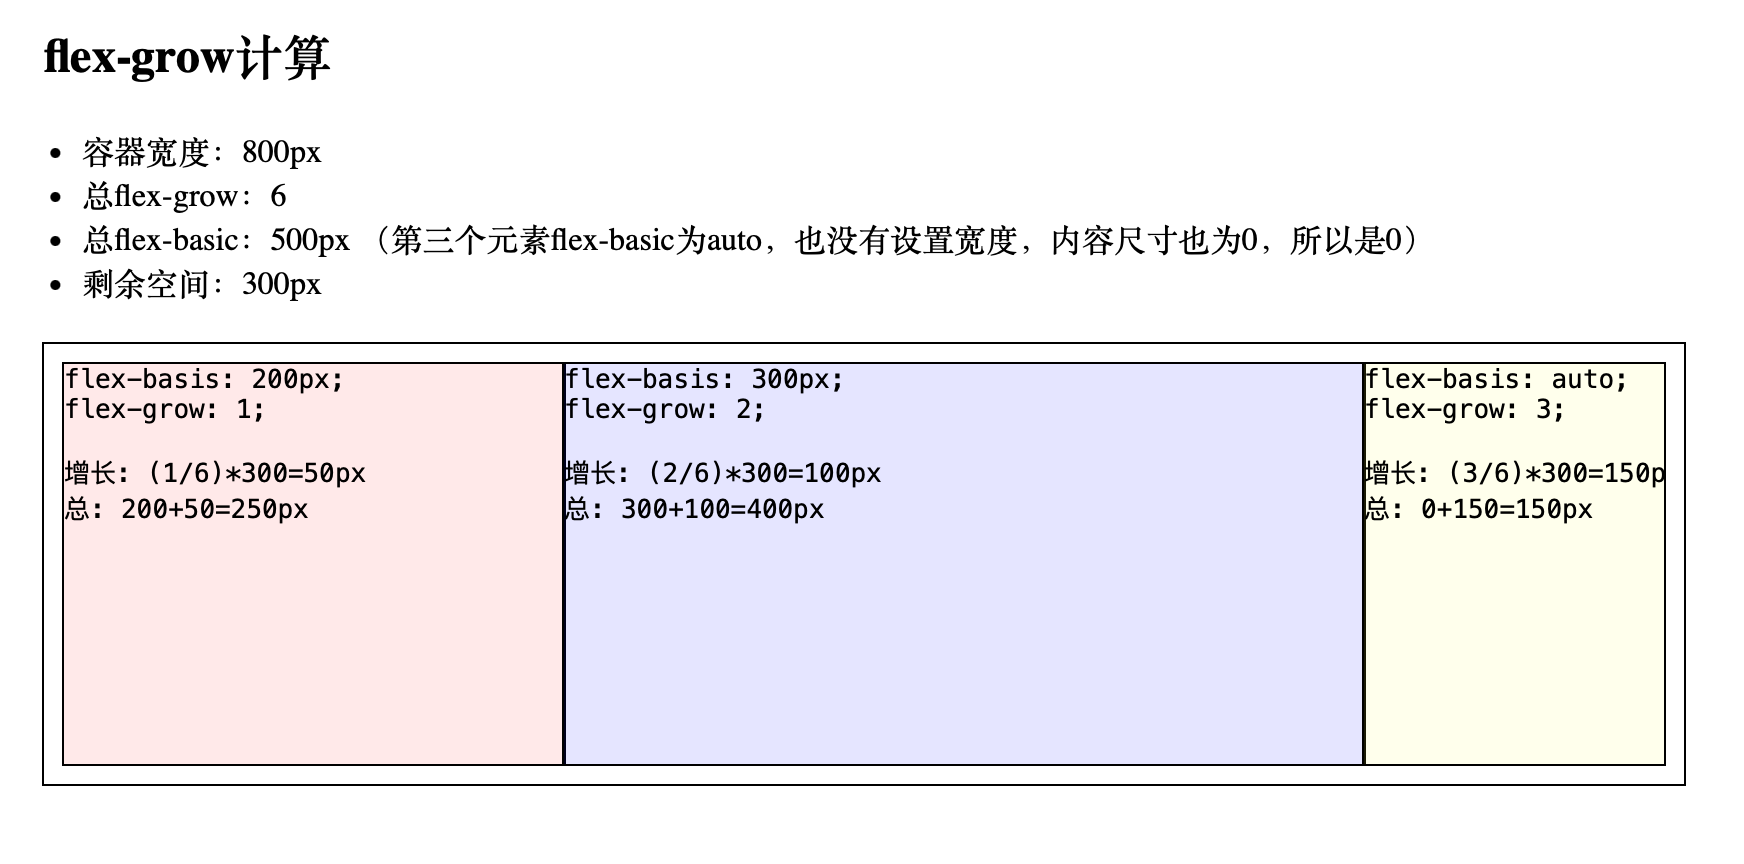 flex-grow计算
容器宽度：800px
总flex-grow：6
总flex-basic：500px （第三个元素flex-basic为auto，也没有设置宽度，内容尺寸也为0，所以是0）
剩余空间：300px
flex-basis: 200px;
flex-grow: 1;
增长: (1/6)*300=50px
总: 200+50=250px
flex-basis: 300px;
flex-grow: 2;
增长: (2/6)*300=100px
总: 300+100=400px
flex-basis: auto;
flex-grow: 3;
增长: (3/6)*300=150p
总: 0+150=150px